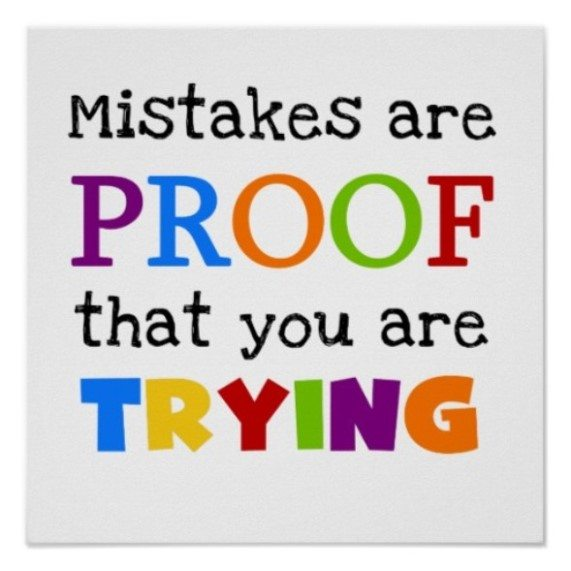 Mistakes are
PROOF
that you are
TRYING